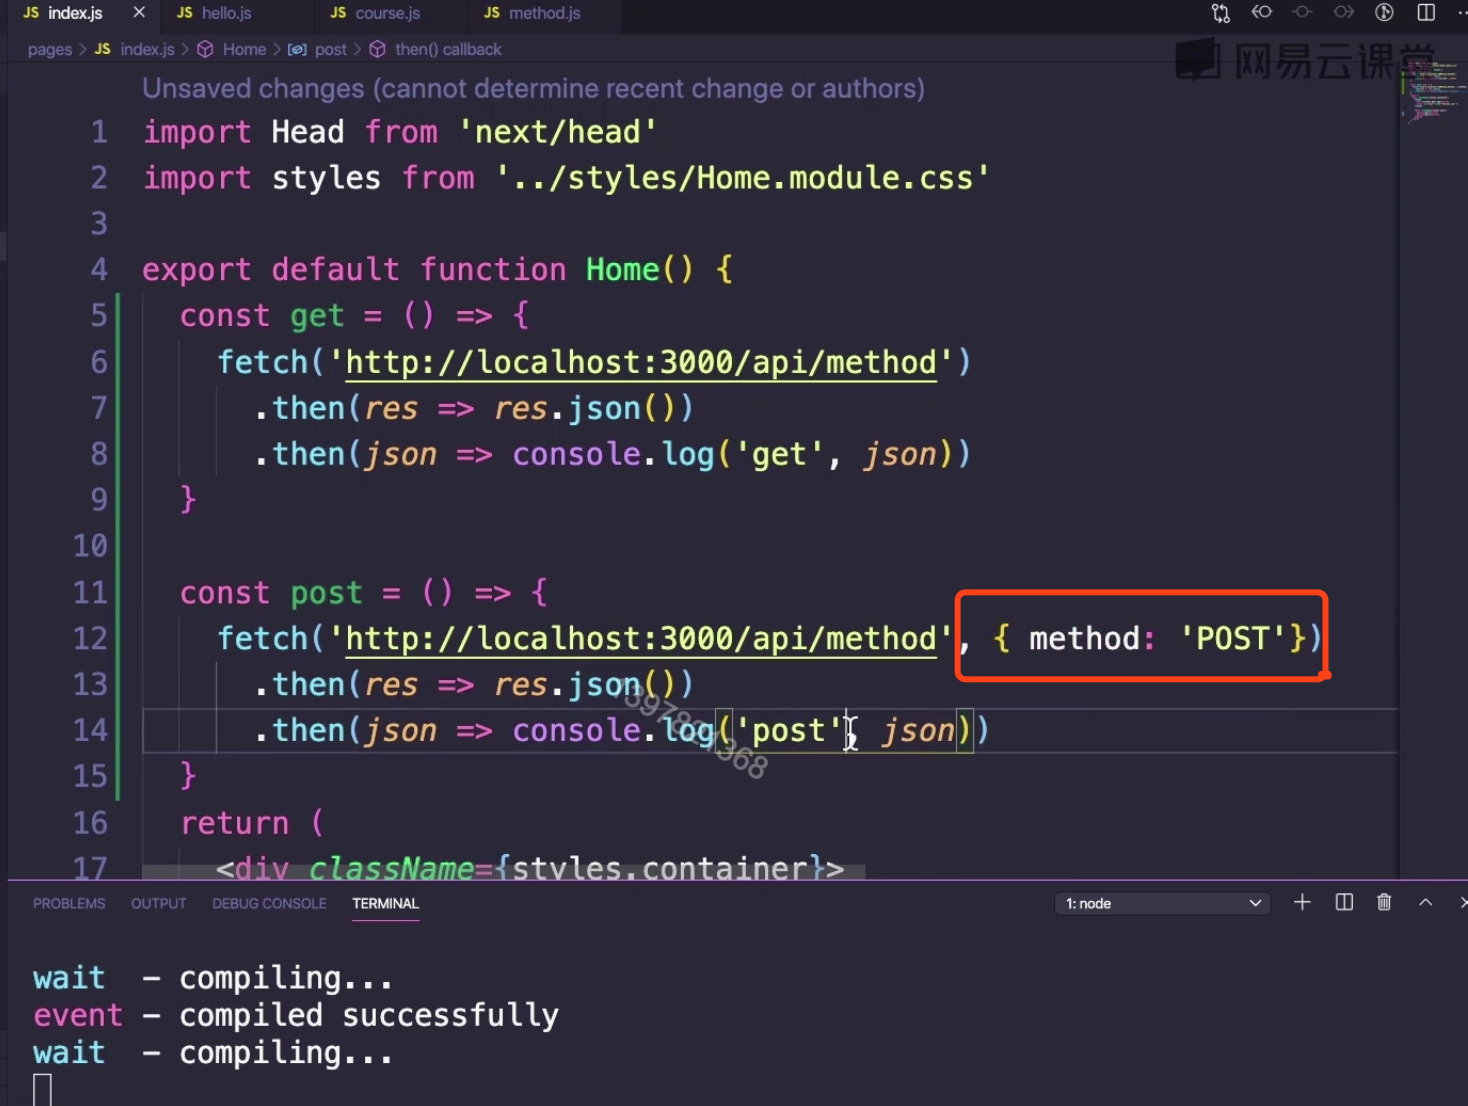 JS index.js × JS hello.js JS course.js JS method.js
pages > JS index.js > Home > post > then() callback
网易云课堂
Unsaved changes (cannot determine recent change or authors)
1 import Head from 'next/head'
2 import styles from '../styles/Home.module.css'
3
4 export default function Home() {
5 const get = () => {
6 fetch('http://localhost:3000/api/method')
7 .then(res => res.json())
8 .then(json => console.log('get', json))
9 }
10
11 const post = () => {
12 fetch('http://localhost:3000/api/method', { method: 'POST'})
13 .then(res => res.json())
14 .then(json => console.log('post', json))
15 }
16 return (
17 <div className={styles.container}>
PROBLEMS OUTPUT DEBUG CONSOLE TERMINAL 1: node
wait - compiling...
event - compiled successfully
wait - compiling...